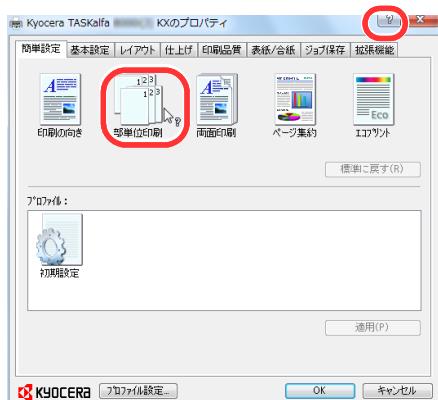 Kyocera TASKalfa KXのプロパティ
簡単設定 基本設定 レイアウト 仕上げ 印刷品質 表紙/合紙 ジョブ保存 拡張機能
印刷の向き 部単位印刷 両面印刷 ページ集約 エコプリント
123
123
A
A
Eco
標準に戻す(R)
プロファイル:
初期設定
適用(P)
KYOCERA プロファイル設定... OK キャンセル